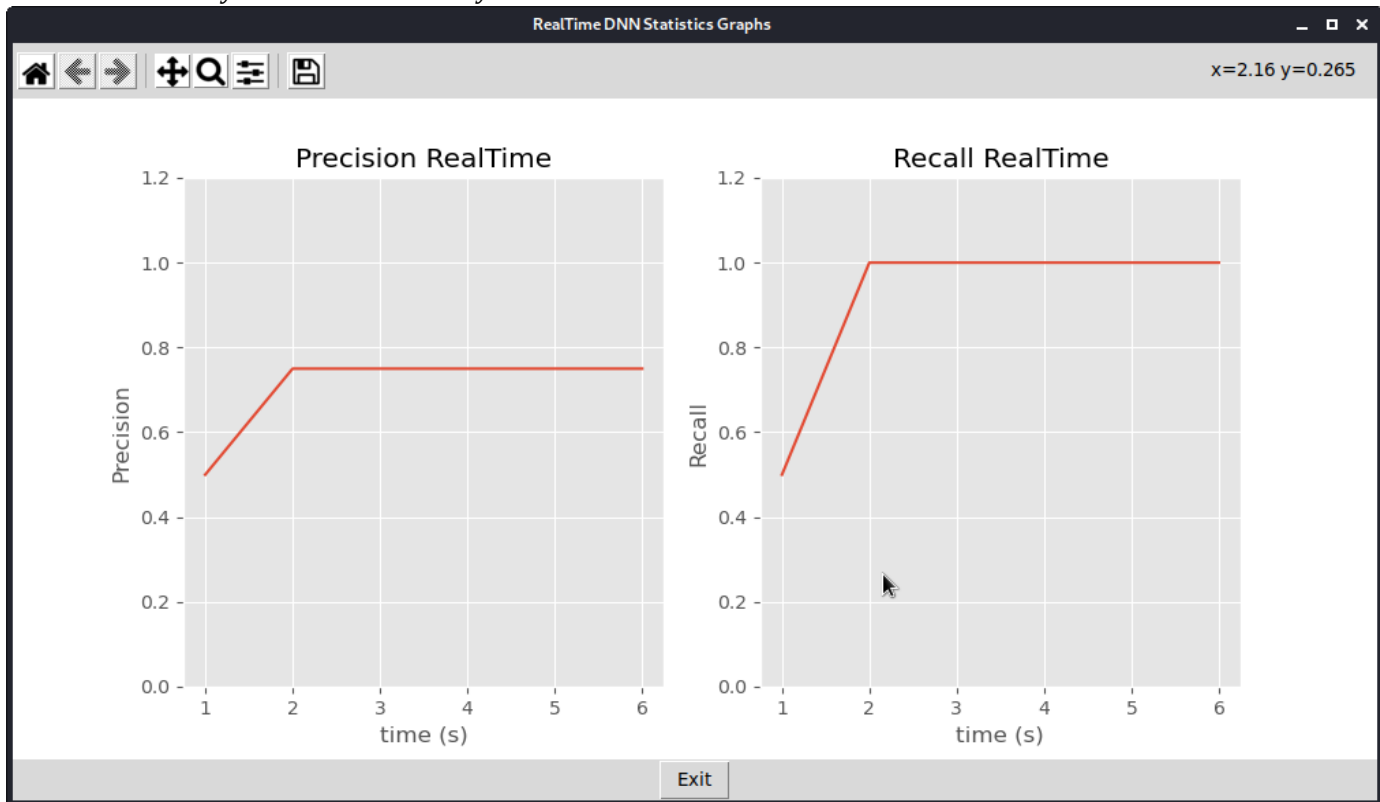 RealTime DNN Statistics Graphs
x=2.16 y=0.265
Precision RealTime
1.2
1.0
0.8
0.6
0.4
0.2
0.0
Precision
1 2 3 4 5 6
time (s)
Recall RealTime
1.2
1.0
0.8
0.6
0.4
0.2
0.0
Recall
1 2 3 4 5 6
time (s)
Exit